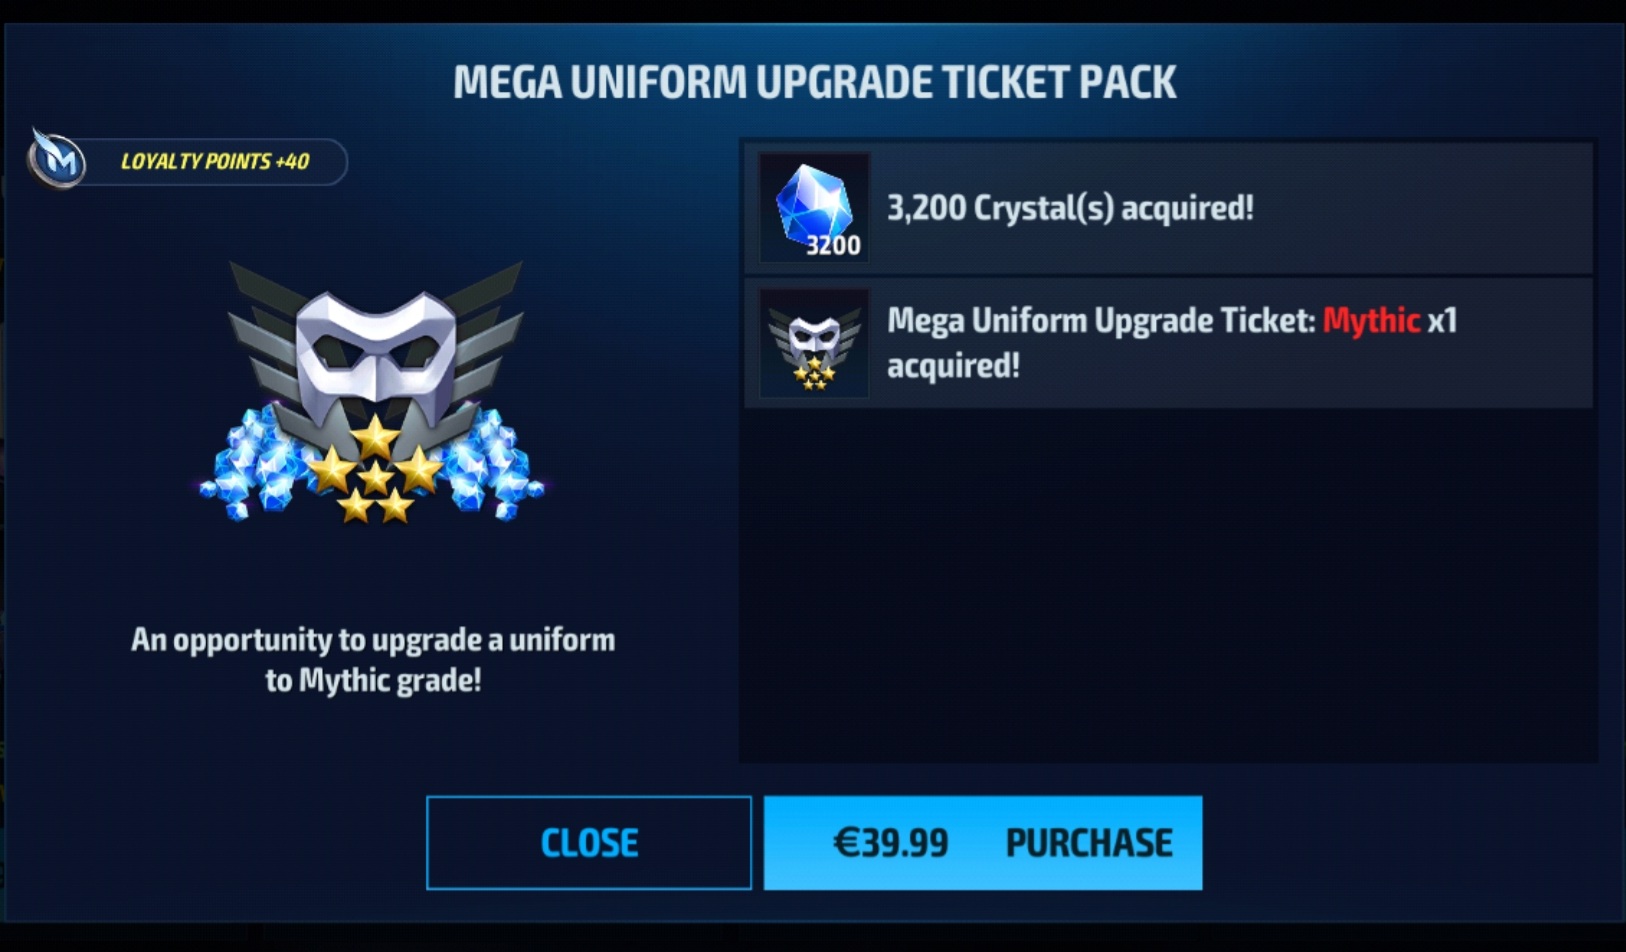 MEGA UNIFORM UPGRADE TICKET PACK
M
LOYALTY POINTS +40
3200
3,200 Crystal(s) acquired!
Mega Uniform Upgrade Ticket: Mythic x1
acquired!
An opportunity to upgrade a uniform
to Mythic grade!
CLOSE
€39.99 PURCHASE